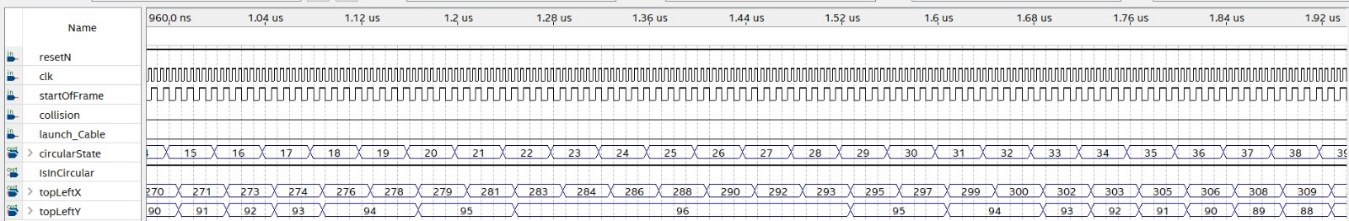 960,0 ns 1.04 us 1.12 us 1.2 us 1.28 us 1.36 us 1.44 us 1.52 us 1.6 us 1.68 us 1.76 us 1.84 us 1.92 us
Name
resetN
clk
startOfFrame
collision
launch_Cable
circularState 15 16 17 18 19 20 21 22 23 24 25 26 27 28 29 30 31 32 33 34 35 36 37 38 39
IsInCircular
topLeftX 270 271 273 274 276 278 279 281 283 284 286 288 290 292 293 295 297 299 300 302 303 305 306 308 309
topLeftY 90 91 92 93 94 95 96 95 94 93 92 91 90 89 88